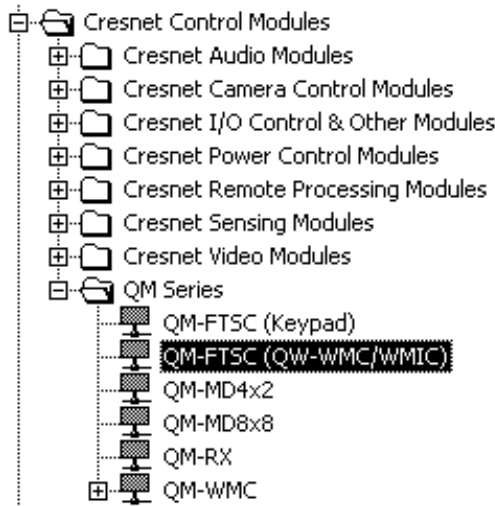 Cresnet Control Modules
Cresnet Audio Modules
Cresnet Camera Control Modules
Cresnet I/O Control & Other Modules
Cresnet Power Control Modules
Cresnet Remote Processing Modules
Cresnet Sensing Modules
Cresnet Video Modules
QM Series
QM-FTSC (Keypad)
QM-FTSC (QW-WMC/WMIC)
QM-MD4x2
QM-MD8x8
QM-RX
QM-WMC